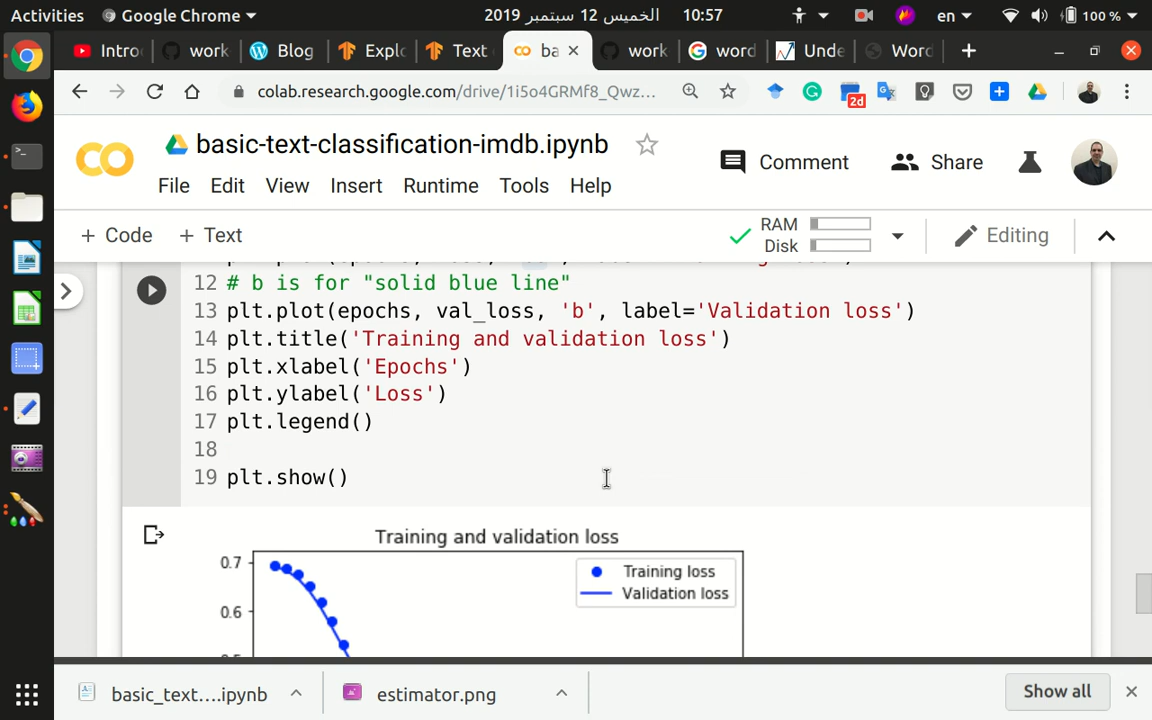 Activities Google Chrome الخميس 12 سبتمبر 2019 10:57 en 100 %
Intro work Blog Explo Text ba work word Unde Word
colab.research.google.com/drive/1i5o4GRMf8_Qwz... 2d
basic-text-classification-imdb.ipynb
Comment Share
File Edit View Insert Runtime Tools Help
+ Code + Text RAM Disk Editing
12 # b is for "solid blue line"
13 plt.plot(epochs, val_loss, 'b', label='Validation loss')
14 plt.title('Training and validation loss')
15 plt.xlabel('Epochs')
16 plt.ylabel('Loss')
17 plt.legend()
18
19 plt.show()
Training and validation loss
0.7
Training loss
Validation loss
0.6
basic_text....ipynb estimator.png Show all